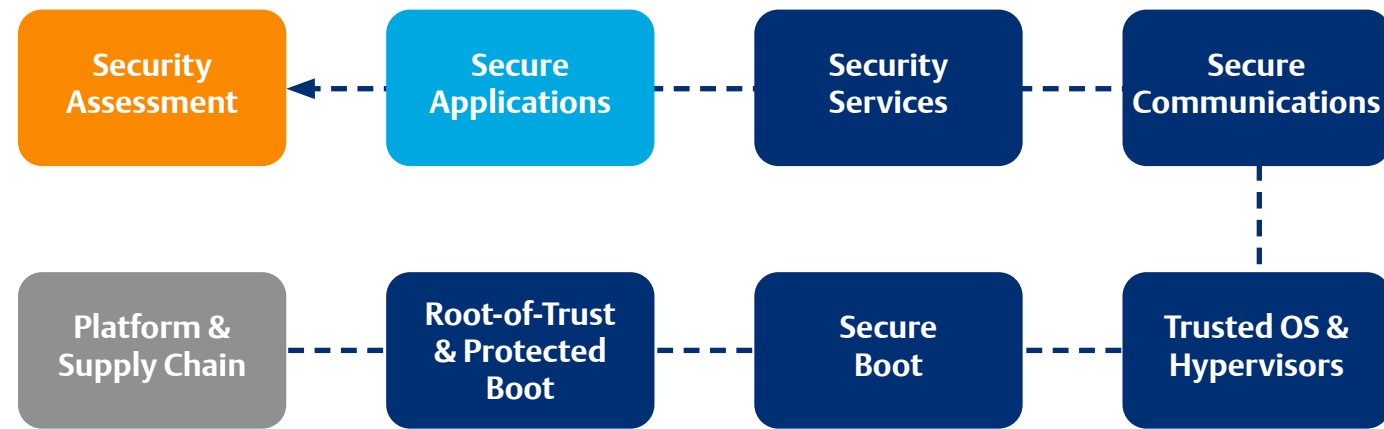 Security
Assessment
Secure
Applications
Security
Services
Secure
Communications
Platform &
Supply Chain
Root-of-Trust
& Protected
Boot
Secure
Boot
Trusted OS &
Hypervisors